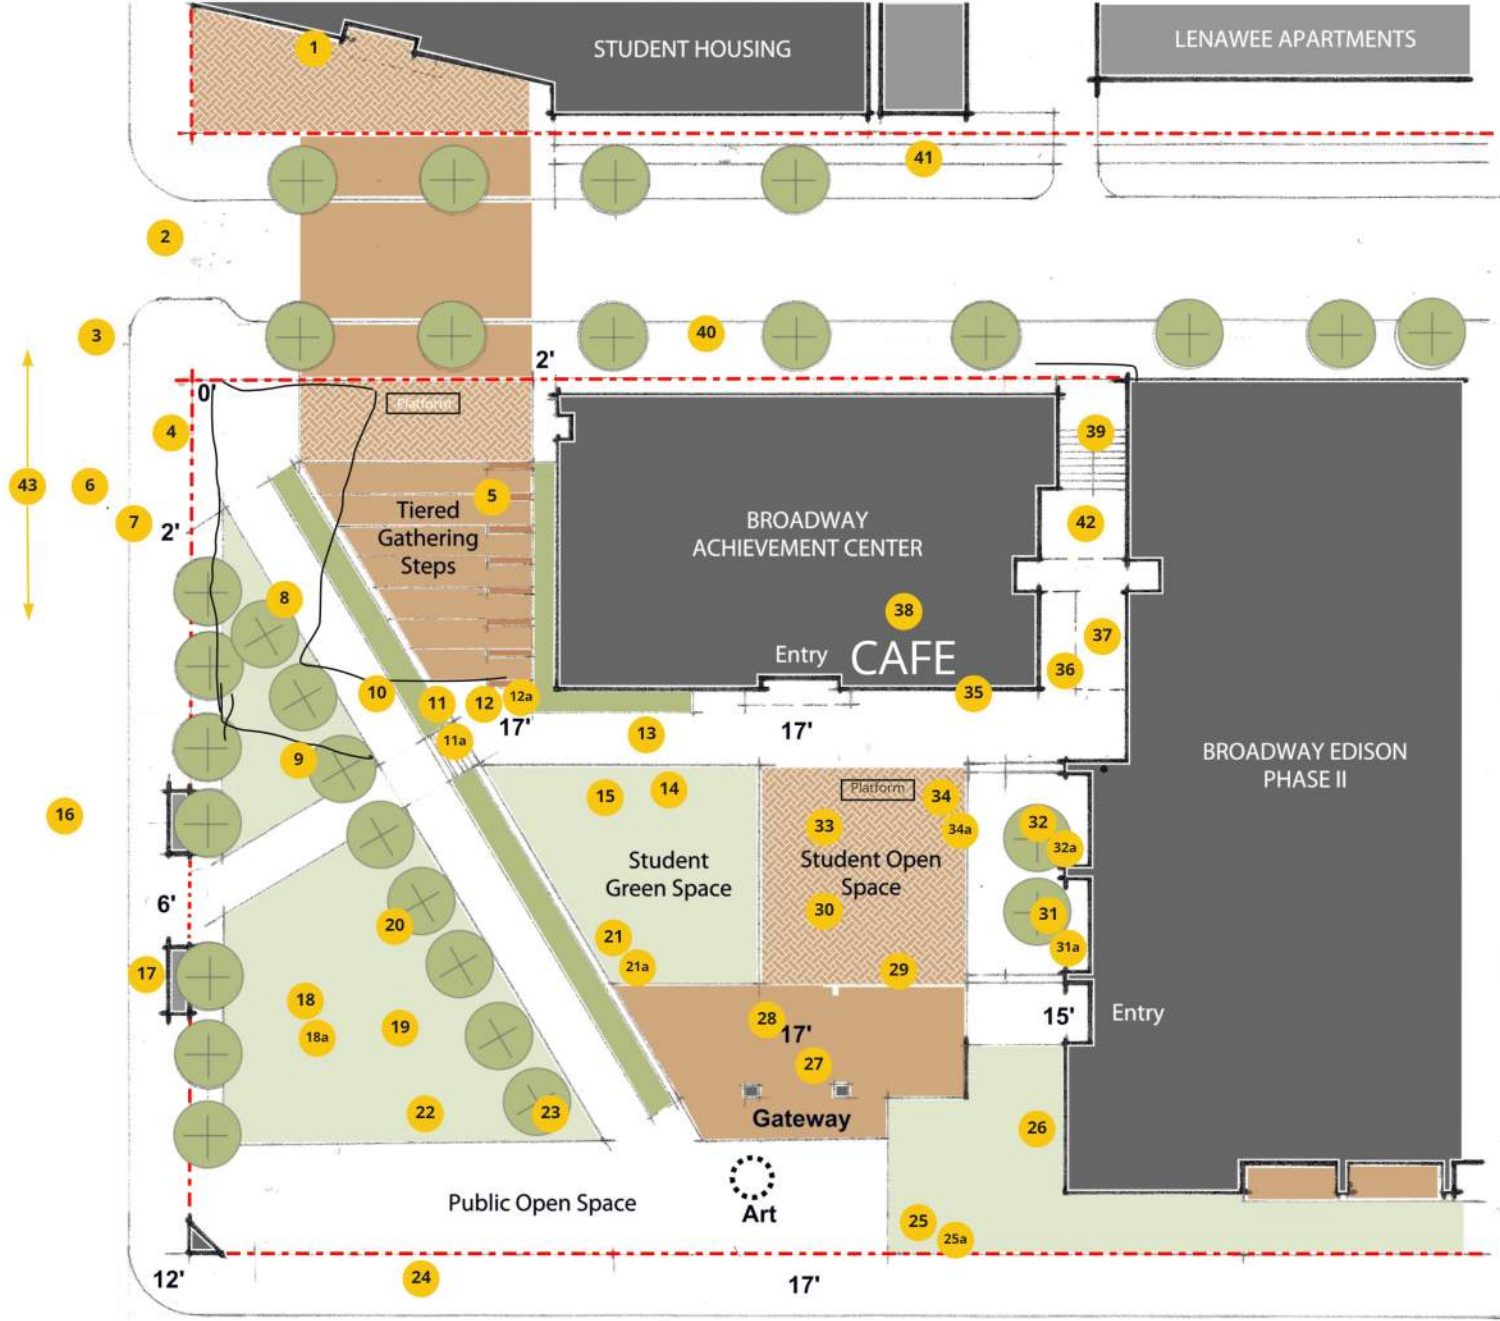 STUDENT HOUSING
LENAWEE APARTMENTS
1
41
2
3
40
2'
0'
Platform
4
39
43
6
5
7
2'
Tiered
Gathering
Steps
BROADWAY
ACHIEVEMENT CENTER
42
8
38
37
Entry
CAFE
36
10
11
12
12a
35
17'
13
17'
11a
9
BROADWAY EDISON
PHASE II
16
15
14
Platform
34
33
34a
32
32a
Student
Green Space
Student Open
Space
6'
20
30
31
21
31a
21a
17
29
18
18a
19
28
17'
15'
Entry
27
22
23
Gateway
26
Public Open Space
Art
25
25a
12'
24
17'